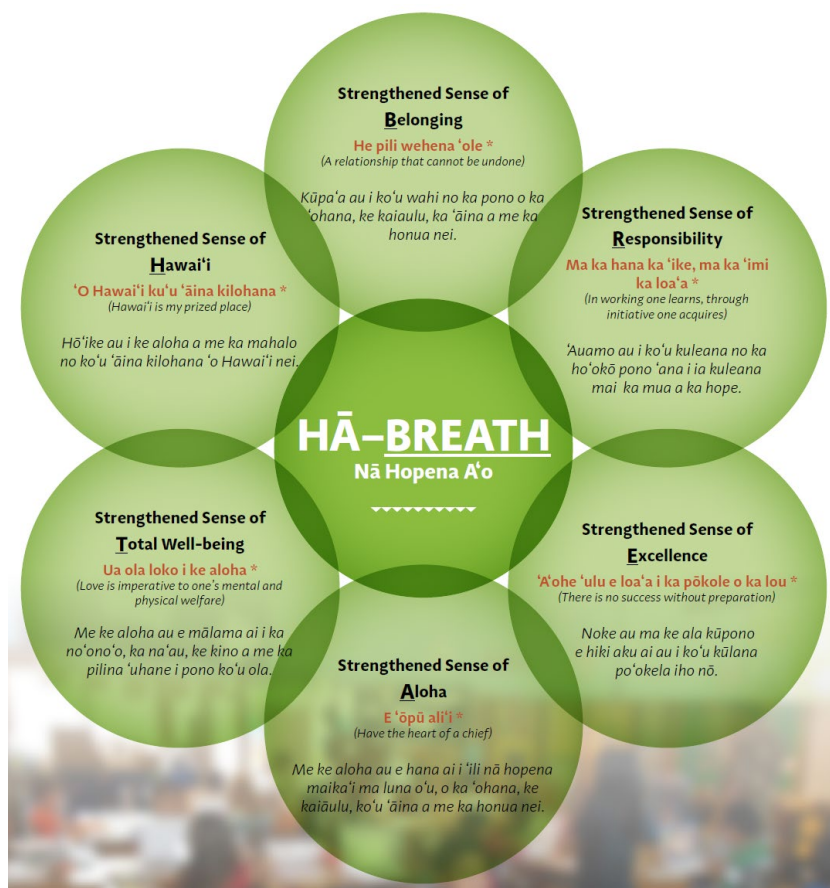 Strengthened Sense of
Belonging
He pili wehena ʻole *
(A relationship that cannot be undone)
Kūpaʻa au i koʻu wahi no ka pono o ka
ʻohana, ke kaiaulu, ka ʻāina a me ka
honua nei.
Strengthened Sense of
Responsibility
Ma ka hana ka ʻike, ma ka ʻimi
ka loaʻa *
(In working one learns, through
initiative one acquires)
ʻAuamo au i koʻu kuleana no ka
hoʻokō pono ʻana i ia kuleana
mai ka mua a ka hope.
Strengthened Sense of
Excellence
ʻAʻohe ʻulu e loaʻa i ka pōkole o ka lou *
(There is no success without preparation)
Noke au ma ke ala kūpono
e hiki aku ai au i koʻu kūlana
poʻokela iho nō.
Strengthened Sense of
Aloha
E ʻōpū aliʻi *
(Have the heart of a chief)
Me ke aloha au e hana ai i ʻili nā hopena
maikaʻi ma luna oʻu, o ka ʻohana, ke
kaiāulu, koʻu ʻāina a me ka honua nei.
Strengthened Sense of
Total Well-being
Ua ola loko i ke aloha *
(Love is imperative to one's mental and
physical welfare)
Me ke aloha au e mālama ai i ka
noʻonoʻo, ka naʻau, ke kino a me ka
pilina ʻuhane i pono koʻu ola.
Strengthened Sense of
Hawaiʻi
ʻO Hawaiʻi kuʻu ʻāina kilohana *
(Hawaiʻi is my prized place)
Hōʻike au i ke aloha a me ka mahalo
no koʻu ʻāina kilohana ʻo Hawaiʻi nei.
HĀ–BREATH
Nā Hopena Aʻo